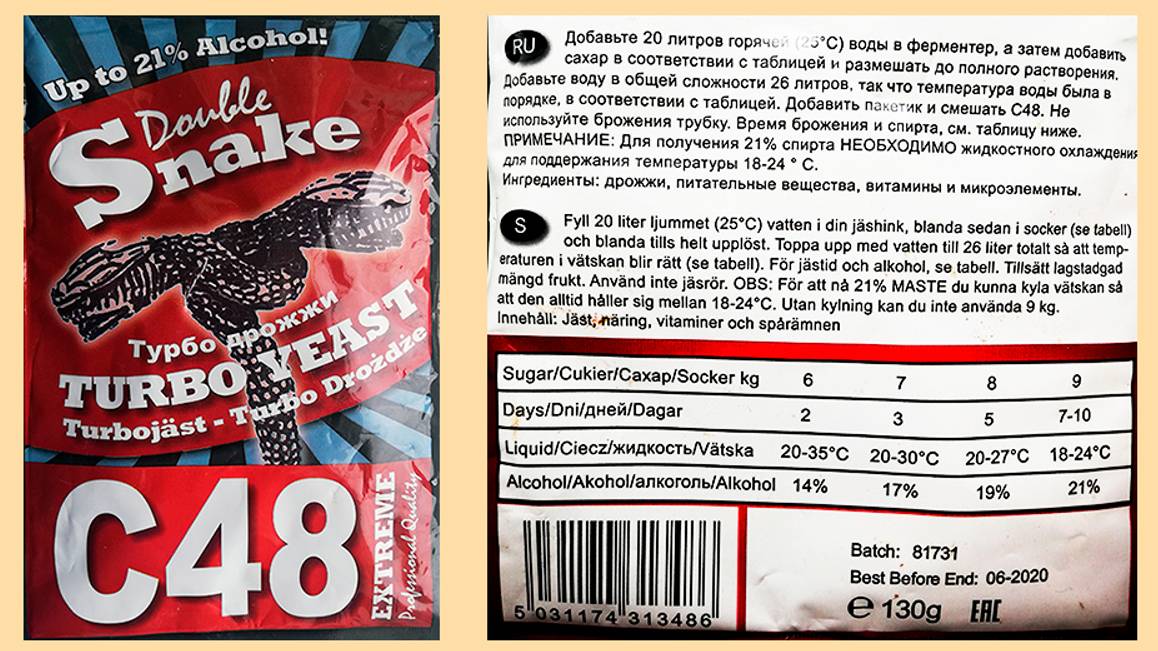 Up to 21% Alcohol!
Double
Snake
Турбо дрожжи
TURBO YEAST
Turbojäst - Turbo Drożdże
C48
EXTREME
Professional Quality
RU
Добавьте 20 литров горячей (25°C) воды в ферментер, а затем добавить
сахар в соответствии с таблицей и размешать до полного растворения.
Добавьте воду в общей сложности 26 литров, так что температура воды была в
порядке, в соответствии с таблицей. Добавить пакетик и смешать C48. Не
используйте брожения трубку. Время брожения и спирта, см. таблицу ниже.
ПРИМЕЧАНИЕ: Для получения 21% спирта НЕОБХОДИМО жидкостного охлаждения
для поддержания температуры 18-24 ° C.
Ингредиенты: дрожжи, питательные вещества, витамины и микроэлементы.
S
Fyll 20 liter ljummet (25°C) vatten i din jäshink, blanda sedan i socker (se tabell)
och blanda tills helt upplöst. Toppa upp med vatten till 26 liter totalt så att temp-
eraturen i vätskan blir rätt (se tabell). För jästid och alkohol, se tabell. Tillsätt lagstadgad
mängd frukt. Använd inte jäsrör. OBS: För att nå 21% MASTE du kunna kyla vätskan så
att den alltid håller sig mellan 18-24°C. Utan kylning kan du inte använda 9 kg.
Innehåll: Jäst, näring, vitaminer och spårämnen
Sugar/Cukier/Сахар/Socker kg 6 7 8 9
Days/Dni/дней/Dagar 2 3 5 7-10
Liquid/Ciecz/жидкость/Vätska 20-35°C 20-30°C 20-27°C 18-24°C
Alcohol/Akohol/алкоголь/Alkohol 14% 17% 19% 21%
Batch: 81731
Best Before End: 06-2020
e 130g EAC
5 031174 313486